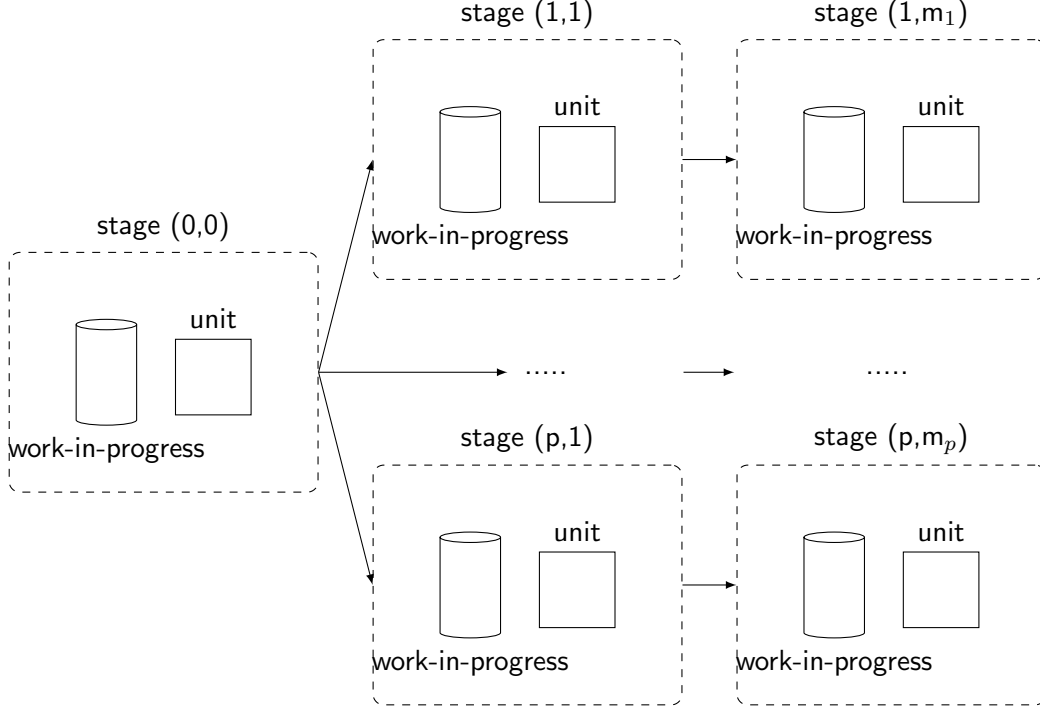 stage (1,1)
stage (1,m₁)
unit
unit
work-in-progress
work-in-progress
stage (0,0)
unit
work-in-progress
.....
.....
stage (p,1)
stage (p,mₚ)
unit
unit
work-in-progress
work-in-progress